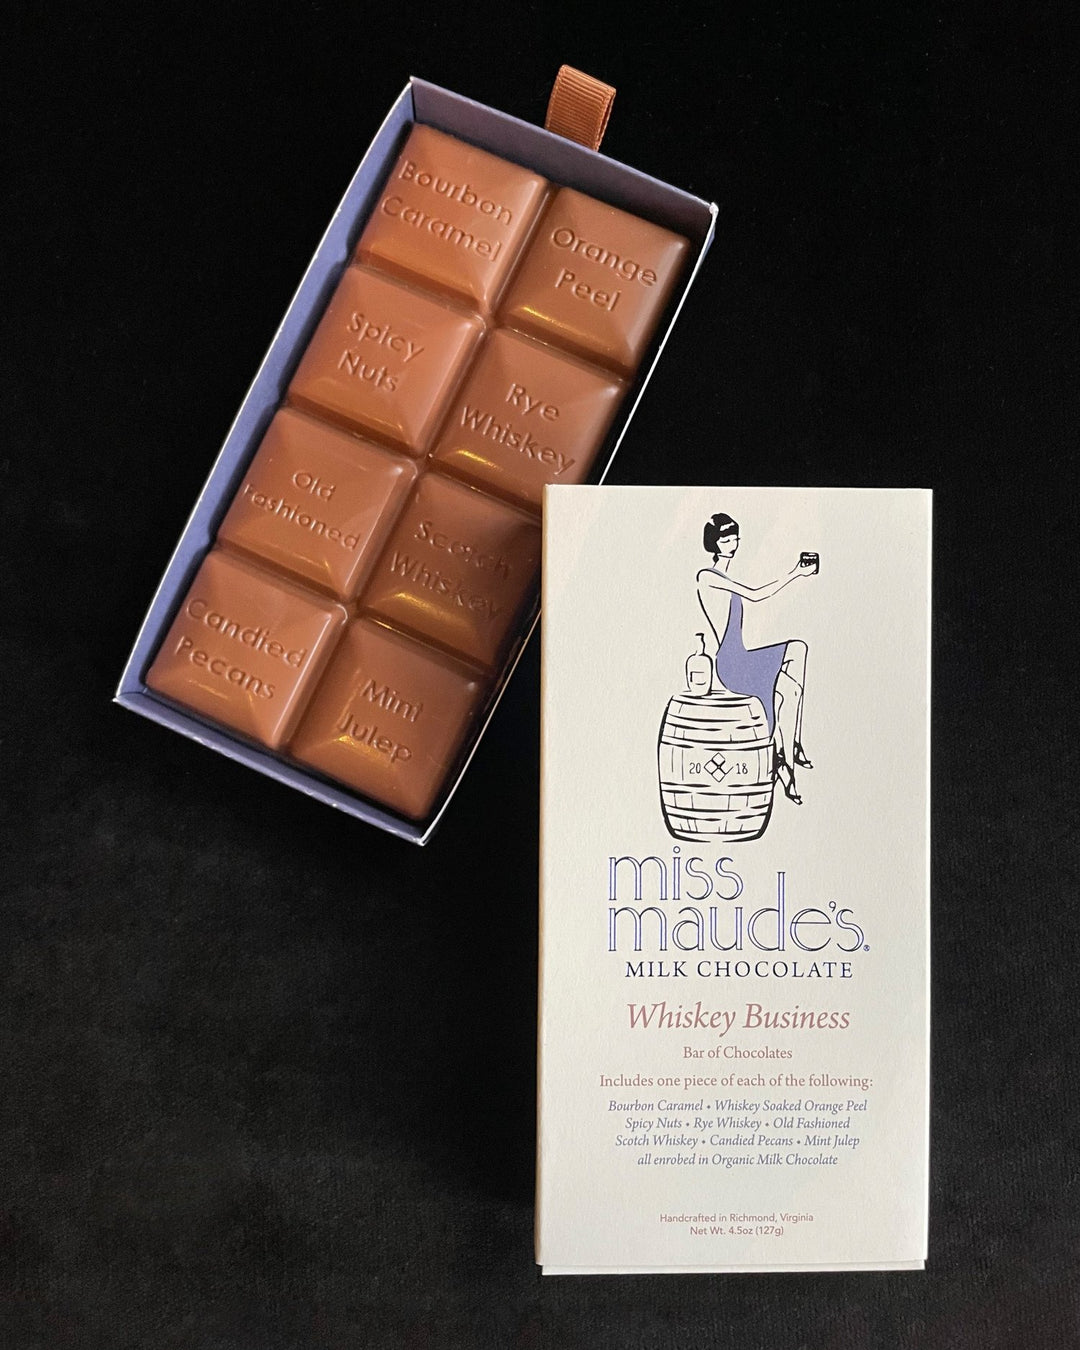 Bourbon
Caramel
Orange
Peel
Spicy
Nuts
Rye
Whiskey
Old
Fashioned
Scotch
Whiskey
Candied
Pecans
Mint
Julep
20 18
miss
maude's®
MILK CHOCOLATE
Whiskey Business
Bar of Chocolates
Includes one piece of each of the following:
Bourbon Caramel • Whiskey Soaked Orange Peel
Spicy Nuts • Rye Whiskey • Old Fashioned
Scotch Whiskey • Candied Pecans • Mint Julep
all enrobed in Organic Milk Chocolate
Handcrafted in Richmond, Virginia
Net Wt. 4.5oz (127g)